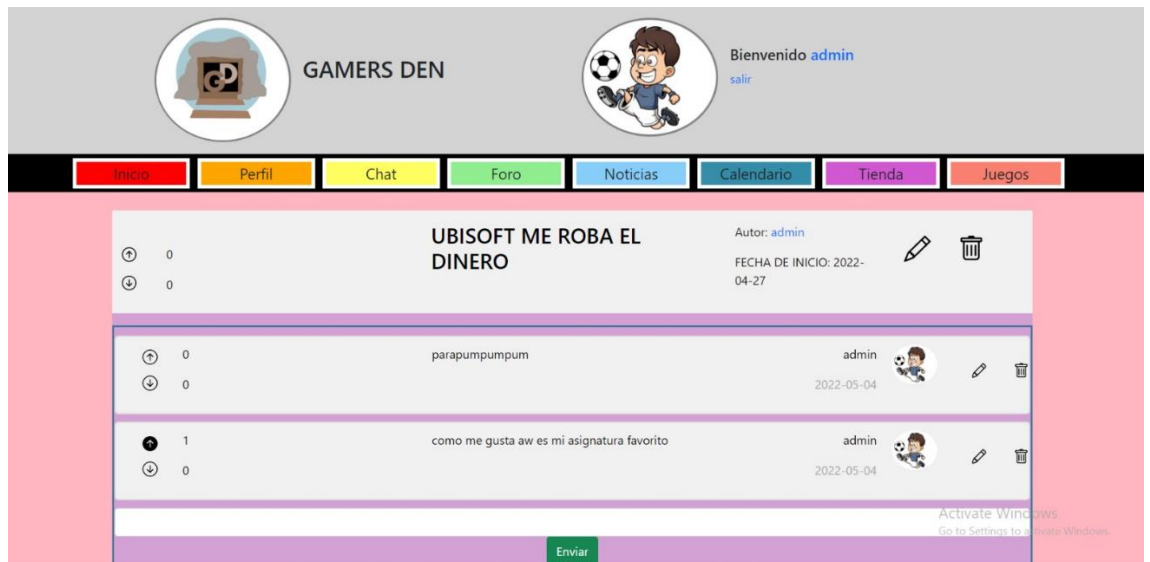 GD
GAMERS DEN
Bienvenido admin
salir
Inicio
Perfil
Chat
Foro
Noticias
Calendario
Tienda
Juegos
0
0
UBISOFT ME ROBA EL
DINERO
Autor: admin
FECHA DE INICIO: 2022-
04-27
0
0
parapumpumpum
admin
2022-05-04
1
0
como me gusta aw es mi asignatura favorito
admin
2022-05-04
Enviar
Activate Windows
Go to Settings to activate Windows.